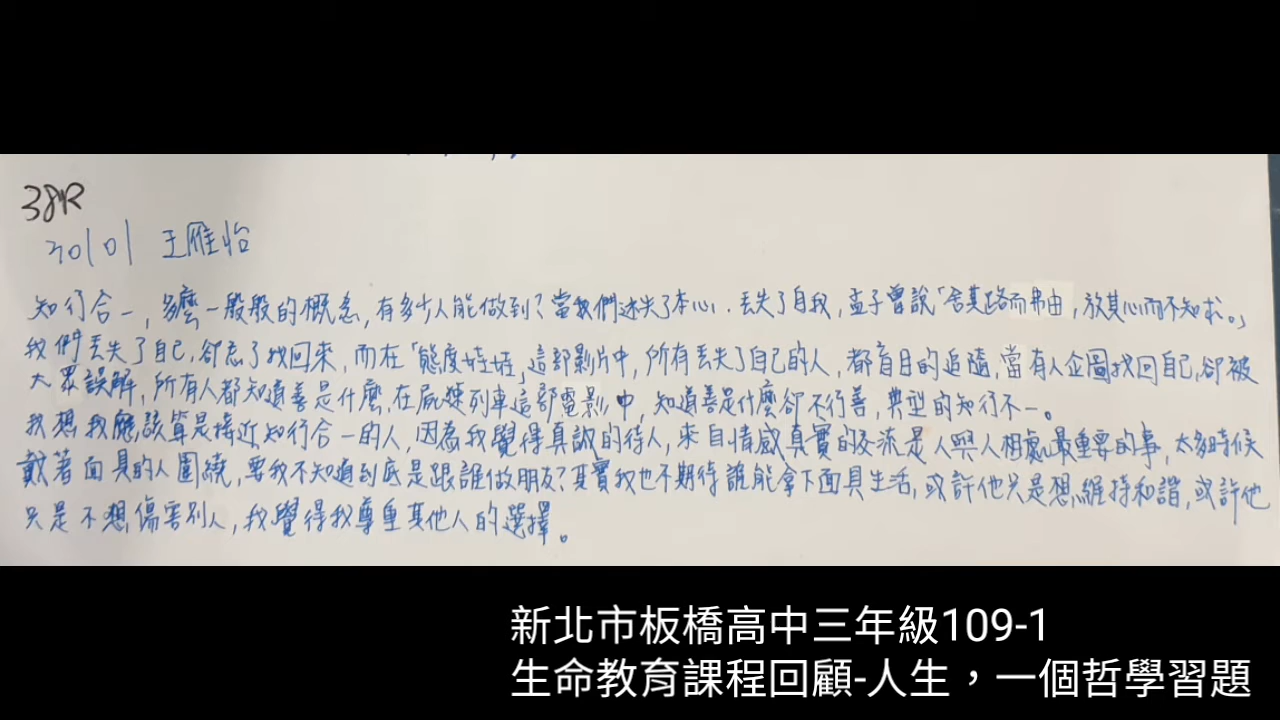 38R
30101 王雁怡
知行合一，多麼一般般的概念，有多少人能做到？當我們迷失了本心．丟失了自我，孟子曾說「舍其路而弗由，放其心而不知求。」
我們丟失了自己，卻忘了找回來，而在「態度娃娃」這部影片中，所有丟失了自己的人，都盲目的追隨，當有人企圖找回自己，卻被
大眾誤解，所有人都知道善是什麼，在屍速列車這部電影中，知道善是什麼卻不行善，典型的知行不一。
我想我應該算是接近知行合一的人，因為我覺得真誠的待人，來自情感真實的交流是人與人相處最重要的事，太多時候
戴著面具的人圍繞，要我不知道到底是跟誰做朋友？其實我也不期待誰能拿下面具生活，或許他只是想維持和諧，或許他
只是不想傷害別人，我覺得我尊重其他人的選擇。
新北市板橋高中三年級109-1
生命教育課程回顧-人生，一個哲學習題